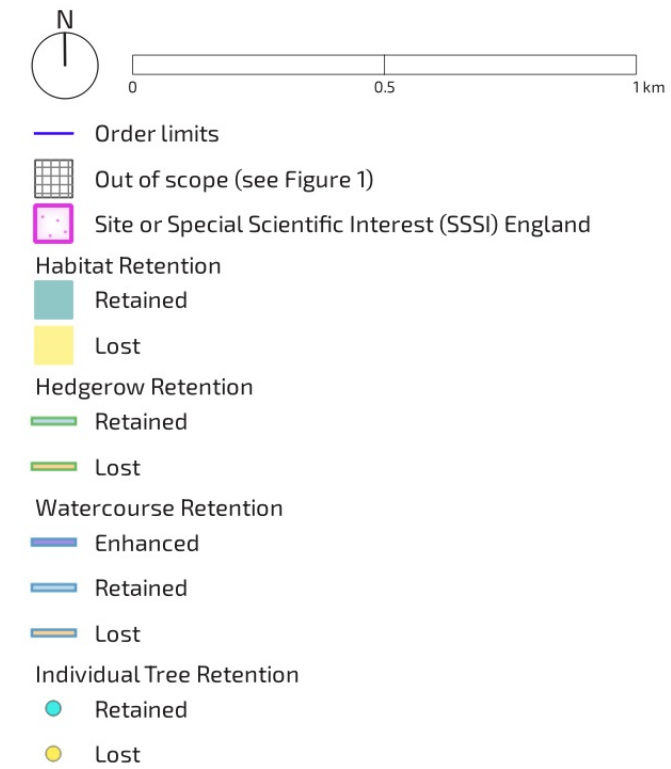 N
0 0.5 1 km
Order limits
Out of scope (see Figure 1)
Site or Special Scientific Interest (SSSI) England
Habitat Retention
Retained
Lost
Hedgerow Retention
Retained
Lost
Watercourse Retention
Enhanced
Retained
Lost
Individual Tree Retention
Retained
Lost